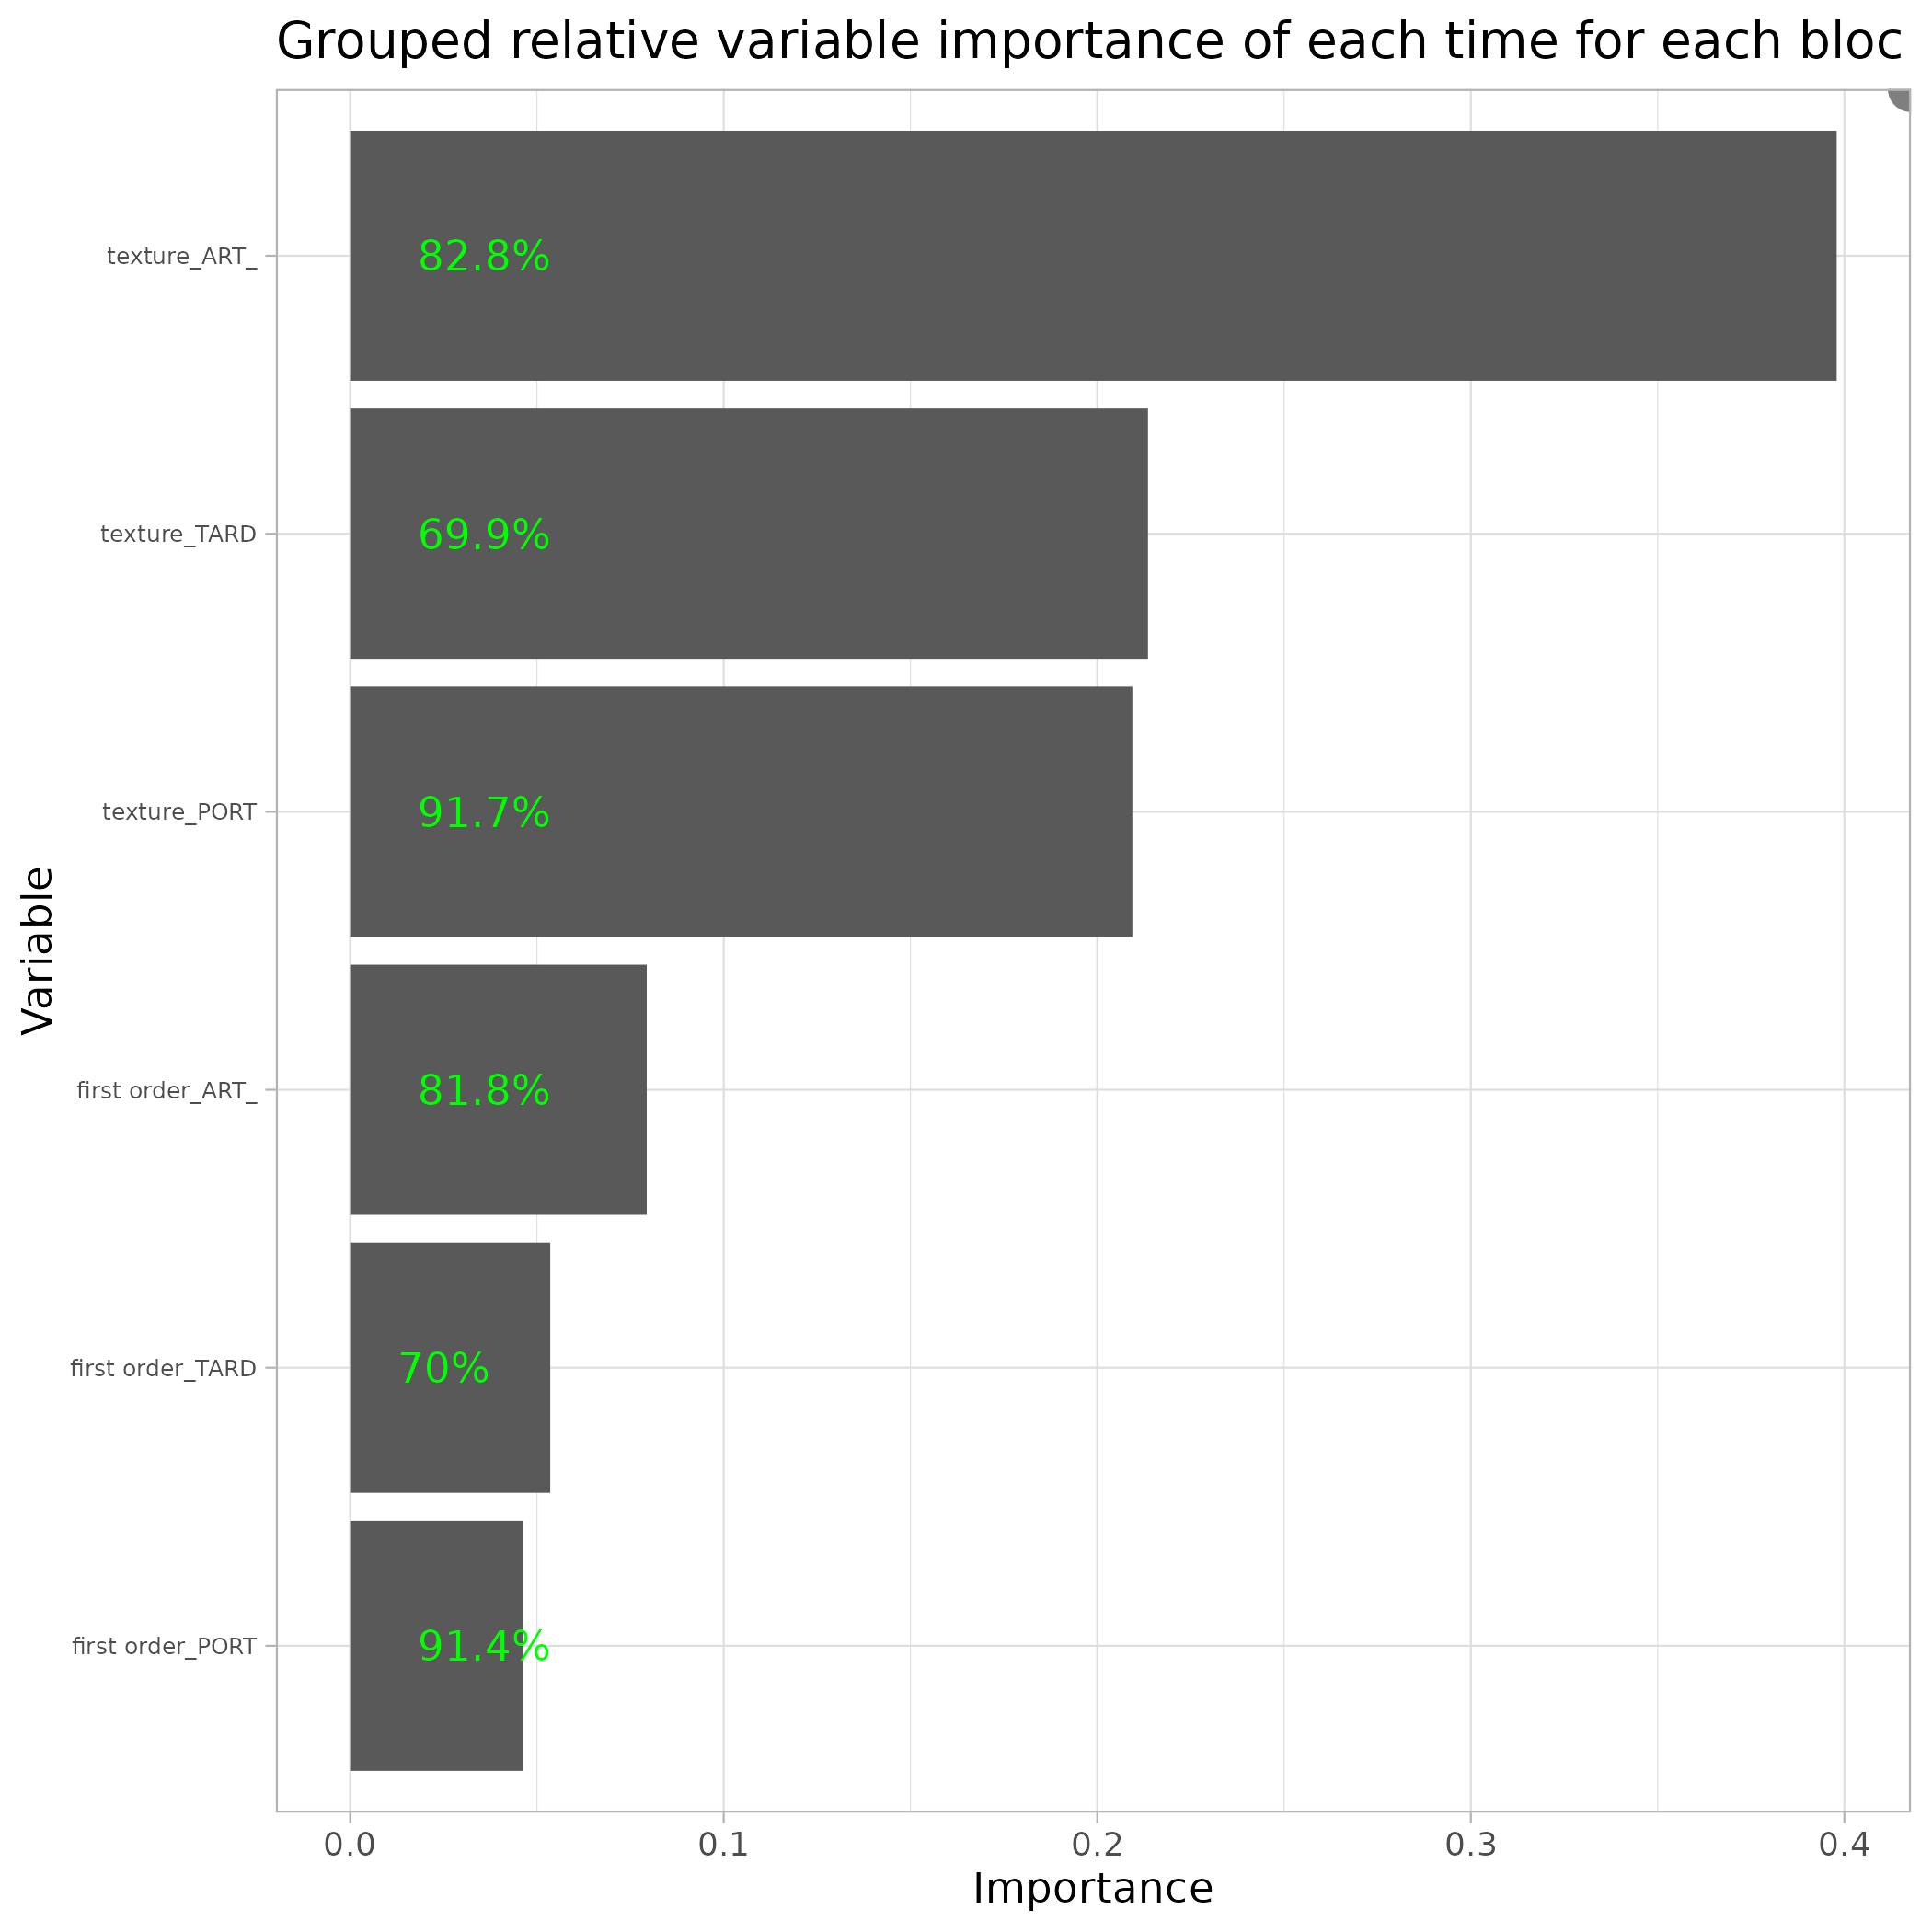 Grouped relative variable importance of each time for each bloc
texture_ART_
82.8%
texture_TARD
69.9%
texture_PORT
91.7%
first order_ART_
81.8%
first order_TARD
70%
first order_PORT
91.4%
Variable
0.0 0.1 0.2 0.3 0.4
Importance